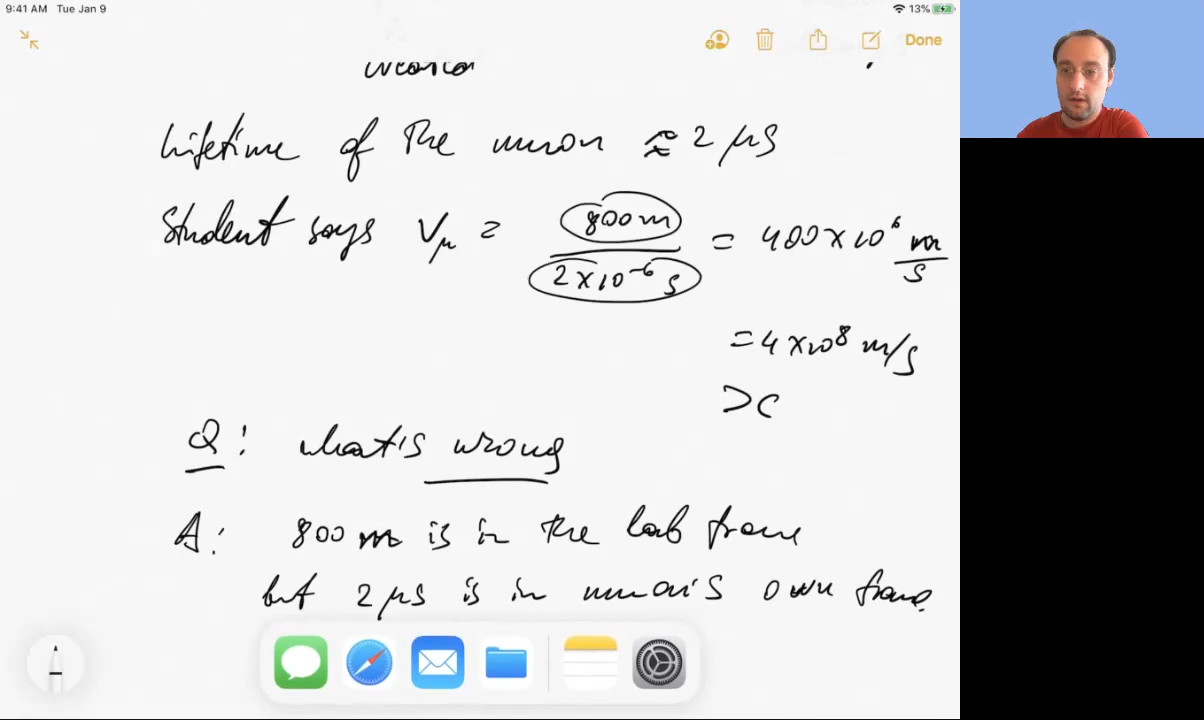 9:41 AM Tue Jan 9
13%
Done
Lifetime of the muon ≈ 2 μs
Student says Vμ = 800 m / 2×10⁻⁶ s = 400×10⁶ m/s
= 4×10⁸ m/s
>c
Q: what's wrong
A: 800 m is in the lab frame
but 2 μs is in muon's own frame.